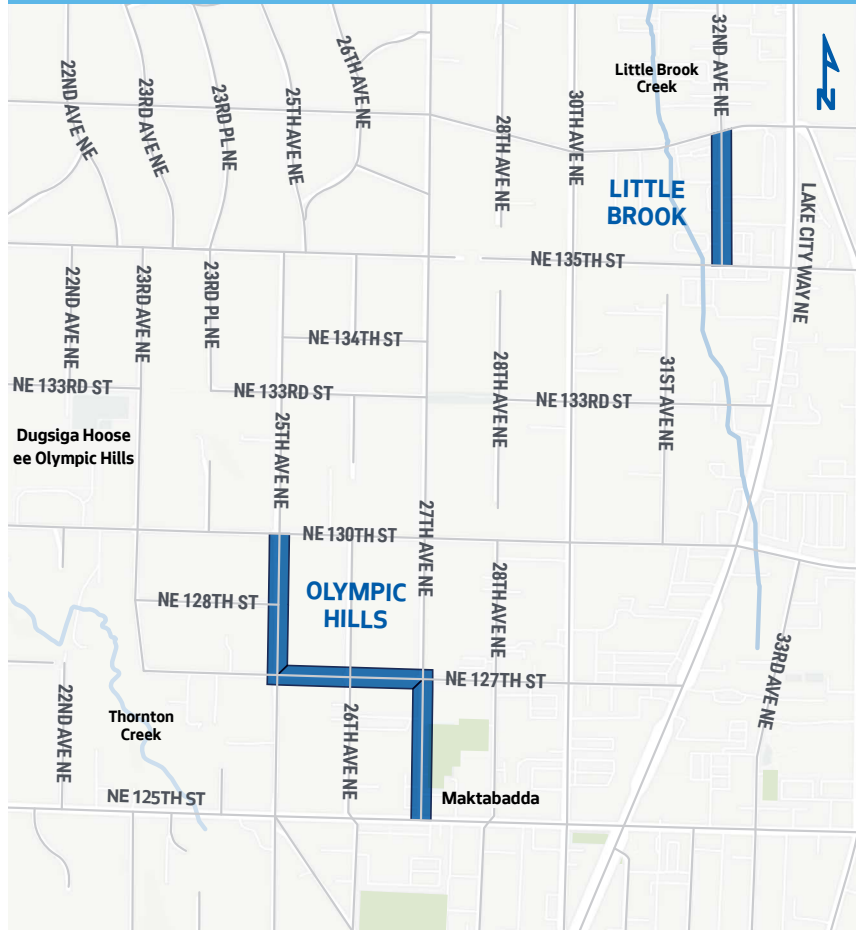 22ND AVE NE
23RD AVE NE
23RD PL NE
25TH AVE NE
26TH AVE NE
28TH AVE NE
30TH AVE NE
Little Brook
Creek
32ND AVE NE
N
LITTLE
BROOK
LAKE CITY WAY NE
NE 135TH ST
22ND AVE NE
23RD AVE NE
23RD PL NE
NE 134TH ST
28TH AVE NE
31ST AVE NE
NE 133RD ST
NE 133RD ST
NE 133RD ST
Dugsiga Hoose
ee Olympic Hills
25TH AVE NE
27TH AVE NE
NE 130TH ST
NE 128TH ST
OLYMPIC
HILLS
28TH AVE NE
33RD AVE NE
NE 127TH ST
22ND AVE NE
Thornton
Creek
26TH AVE NE
NE 125TH ST
Maktabadda